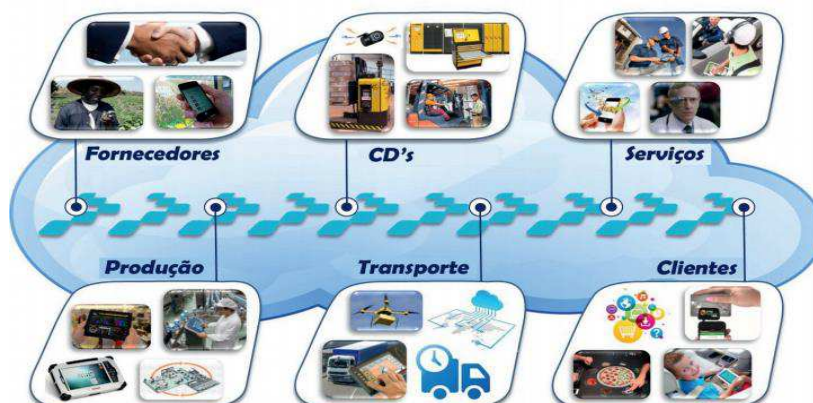 Fornecedores
CD's
Serviços
Produção
Transporte
Clientes